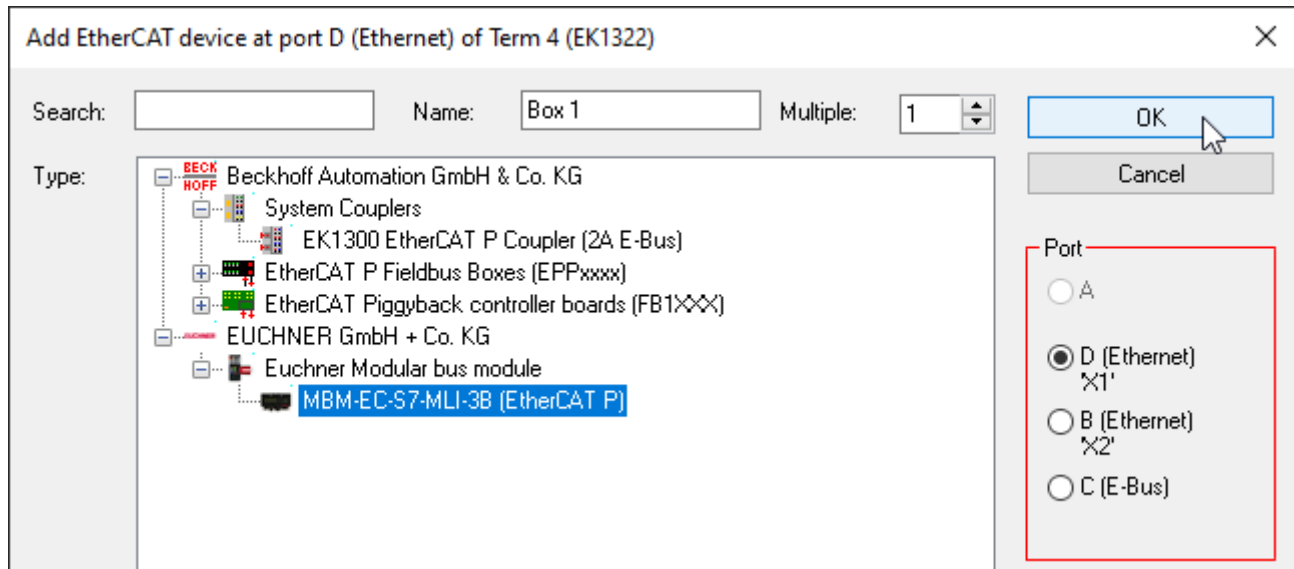 Add EtherCAT device at port D (Ethernet) of Term 4 (EK1322)
Search:
Name:
Box 1
Multiple:
1
OK
Type:
BECK
HOFF
Beckhoff Automation GmbH & Co. KG
Cancel
System Couplers
EK1300 EtherCAT P Coupler (2A E-Bus)
EtherCAT P Fieldbus Boxes (EPPxxxx)
EtherCAT Piggyback controller boards (FB1XXX)
EUCHNER GmbH + Co. KG
Euchner Modular bus module
MBM-EC-S7-MLI-3B (EtherCAT P)
Port
A
D (Ethernet)
'X1'
B (Ethernet)
'X2'
C (E-Bus)